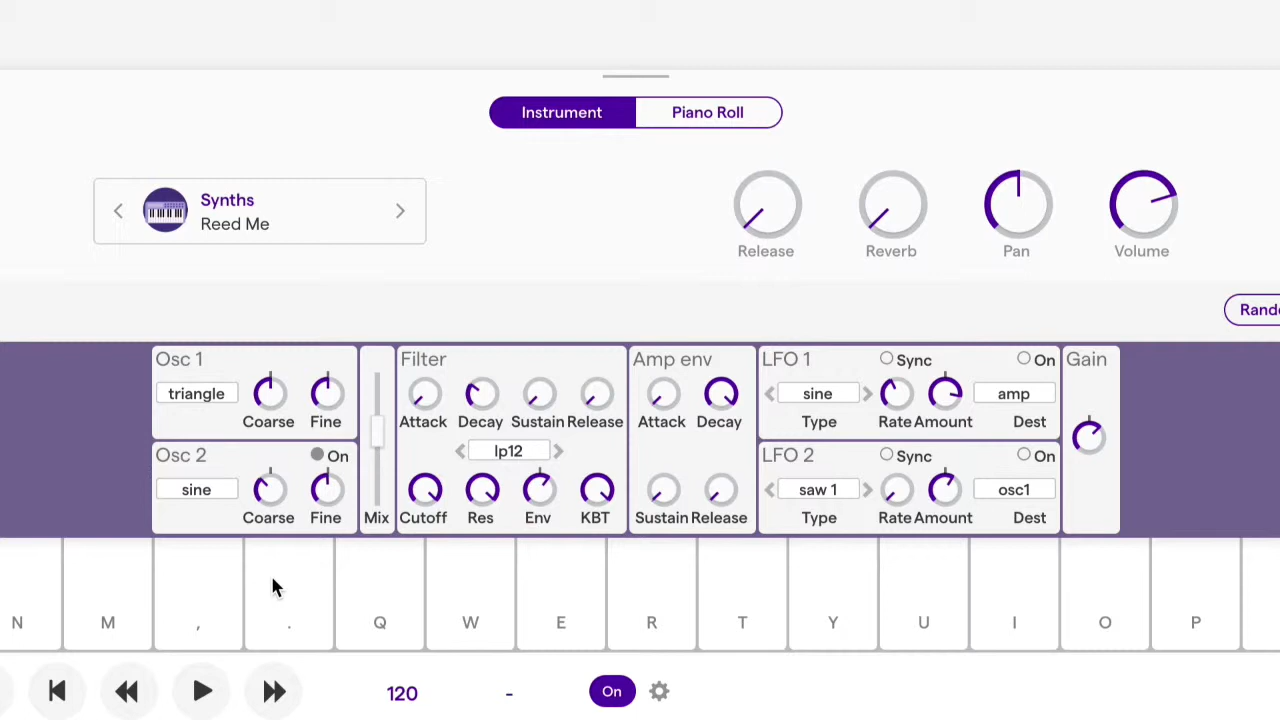 Instrument
Piano Roll
Synths
Reed Me
Release
Reverb
Pan
Volume
Osc 1
triangle
Coarse
Fine
Osc 2
On
sine
Coarse
Fine
Mix
Filter
Attack
Decay
Sustain
Release
lp12
Cutoff
Res
Env
KBT
Amp env
Attack
Decay
Sustain
Release
LFO 1
Sync
On
sine
amp
Type
Rate
Amount
Dest
LFO 2
Sync
On
saw 1
osc1
Type
Rate
Amount
Dest
Gain
N
M
,
.
Q
W
E
R
T
Y
U
I
O
P
120
-
On